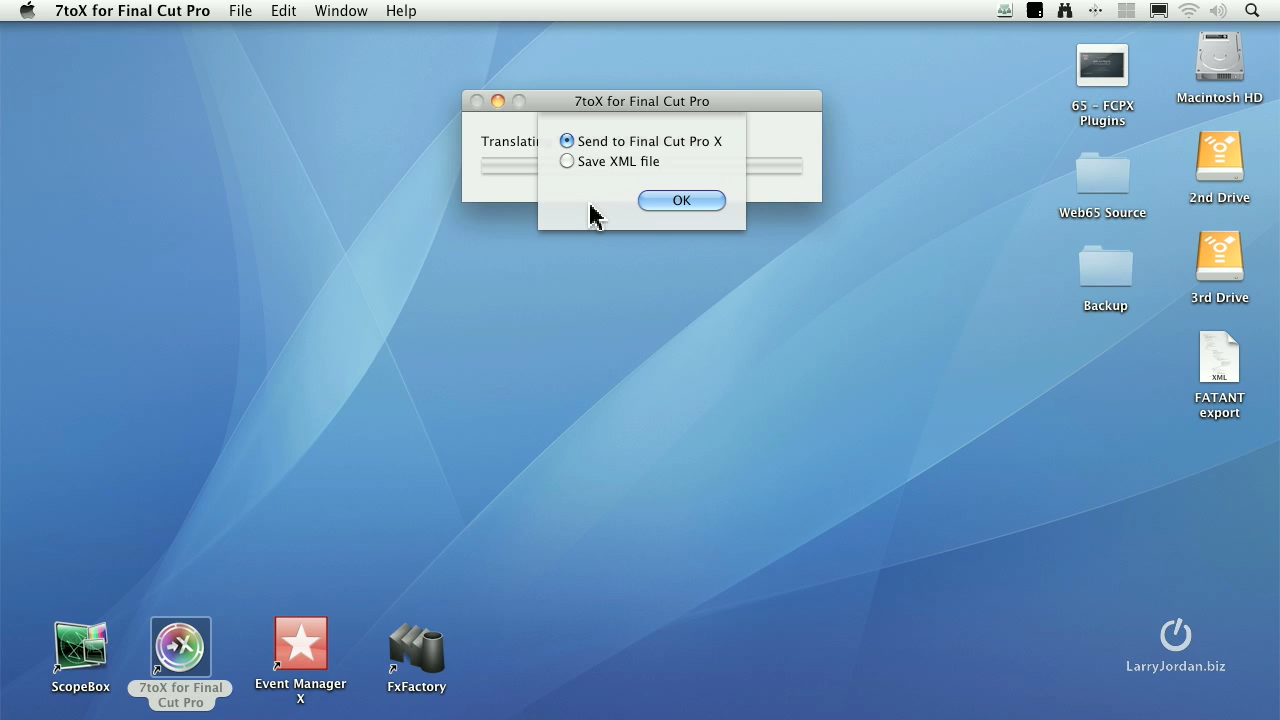 7toX for Final Cut Pro File Edit Window Help
7toX for Final Cut Pro
Translati
Send to Final Cut Pro X
Save XML file
OK
65 - FCPX
Plugins
Macintosh HD
Web65 Source
2nd Drive
Backup
3rd Drive
XML
FATANT
export
ScopeBox
7toX for Final
Cut Pro
Event Manager
X
FxFactory
LarryJordan.biz